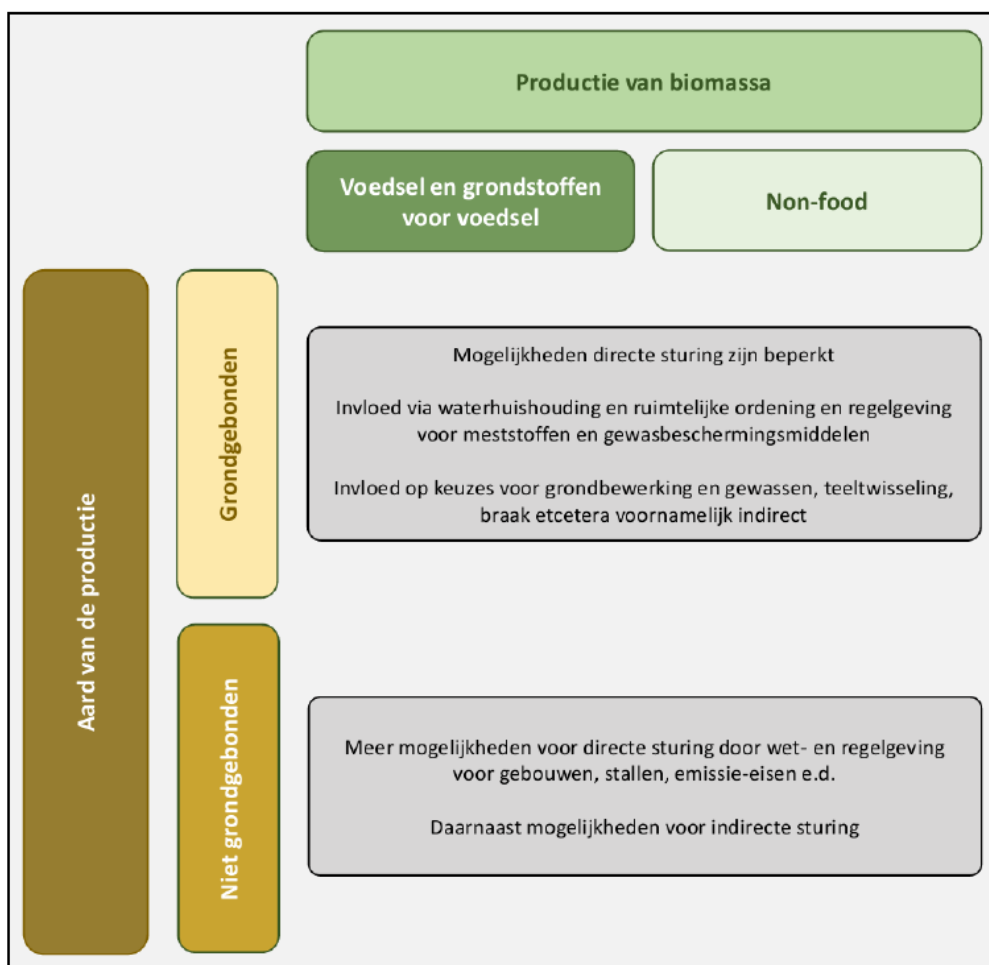 Productie van biomassa
Voedsel en grondstoffen
voor voedsel
Non-food
Aard van de productie
Grondgebonden
Mogelijkheden directe sturing zijn beperkt
Invloed via waterhuishouding en ruimtelijke ordening en regelgeving
voor meststoffen en gewasbeschermingsmiddelen
Invloed op keuzes voor grondbewerking en gewassen, teeltwisseling,
braak etcetera voornamelijk indirect
Niet grondgebonden
Meer mogelijkheden voor directe sturing door wet- en regelgeving
voor gebouwen, stallen, emissie-eisen e.d.
Daarnaast mogelijkheden voor indirecte sturing